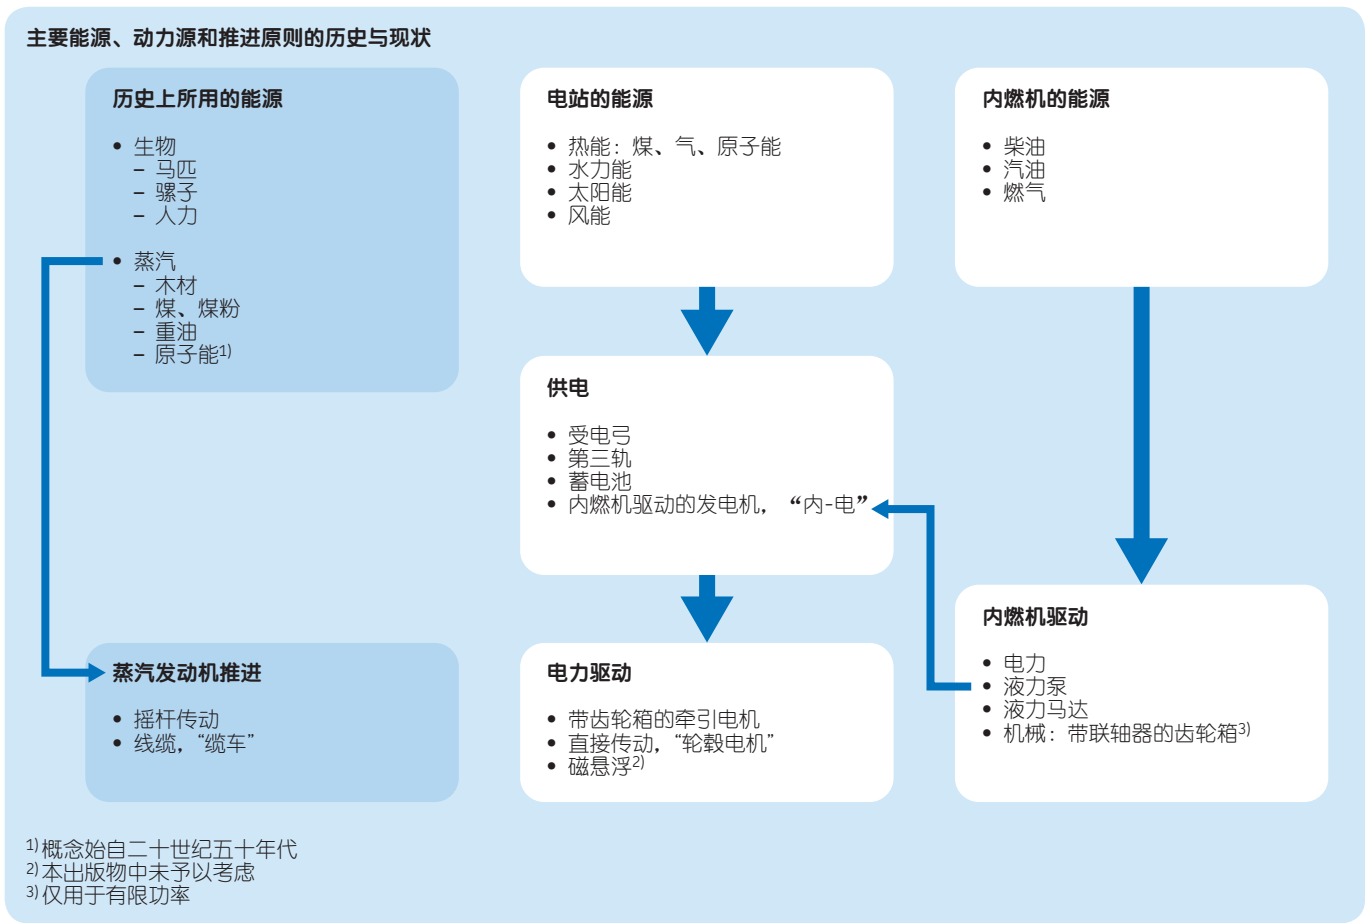 主要能源、动力源和推进原则的历史与现状
历史上所用的能源
• 生物
– 马匹
– 骡子
– 人力
• 蒸汽
– 木材
– 煤、煤粉
– 重油
– 原子能1)
电站的能源
• 热能：煤、气、原子能
• 水力能
• 太阳能
• 风能
内燃机的能源
• 柴油
• 汽油
• 燃气
供电
• 受电弓
• 第三轨
• 蓄电池
• 内燃机驱动的发电机，“内-电”
内燃机驱动
• 电力
• 液力泵
• 液力马达
• 机械：带联轴器的齿轮箱3)
蒸汽发动机推进
• 摇杆传动
• 线缆，“缆车”
电力驱动
• 带齿轮箱的牵引电机
• 直接传动，“轮毂电机”
• 磁悬浮2)
1) 概念始自二十世纪五十年代
2) 本出版物中未予以考虑
3) 仅用于有限功率